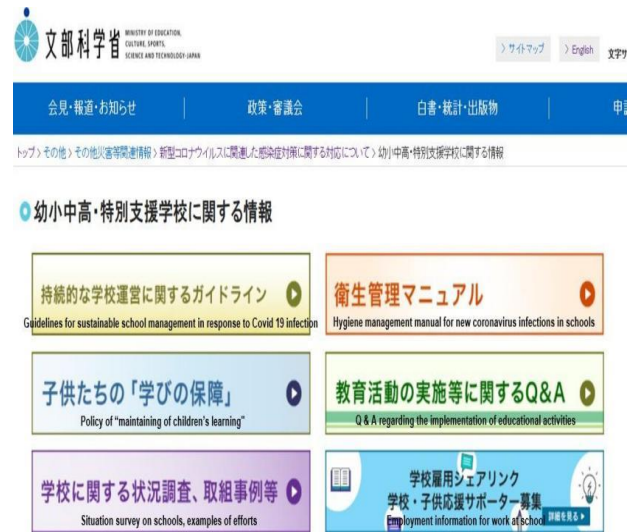 文部科学省
MINISTRY OF EDUCATION,
CULTURE, SPORTS,
SCIENCE AND TECHNOLOGY-JAPAN
> サイトマップ
> English
文字サ
会見・報道・お知らせ
政策・審議会
白書・統計・出版物
申請
トップ > その他 > その他災害等関連情報 > 新型コロナウイルスに関連した感染症対策に関する対応について > 幼小中高・特別支援学校に関する情報
幼小中高・特別支援学校に関する情報
持続的な学校運営に関するガイドライン
Guidelines for sustainable school management in response to Covid 19 infection
衛生管理マニュアル
Hygiene management manual for new coronavirus infections in schools
子供たちの「学びの保障」
Policy of "maintaining of children's learning"
教育活動の実施等に関するQ&A
Q & A regarding the implementation of educational activities
学校に関する状況調査、取組事例等
Situation survey on schools, examples of efforts
学校雇用シェアリンク
学校・子供応援サポーター募集
Employment information for work at school
詳細を見る